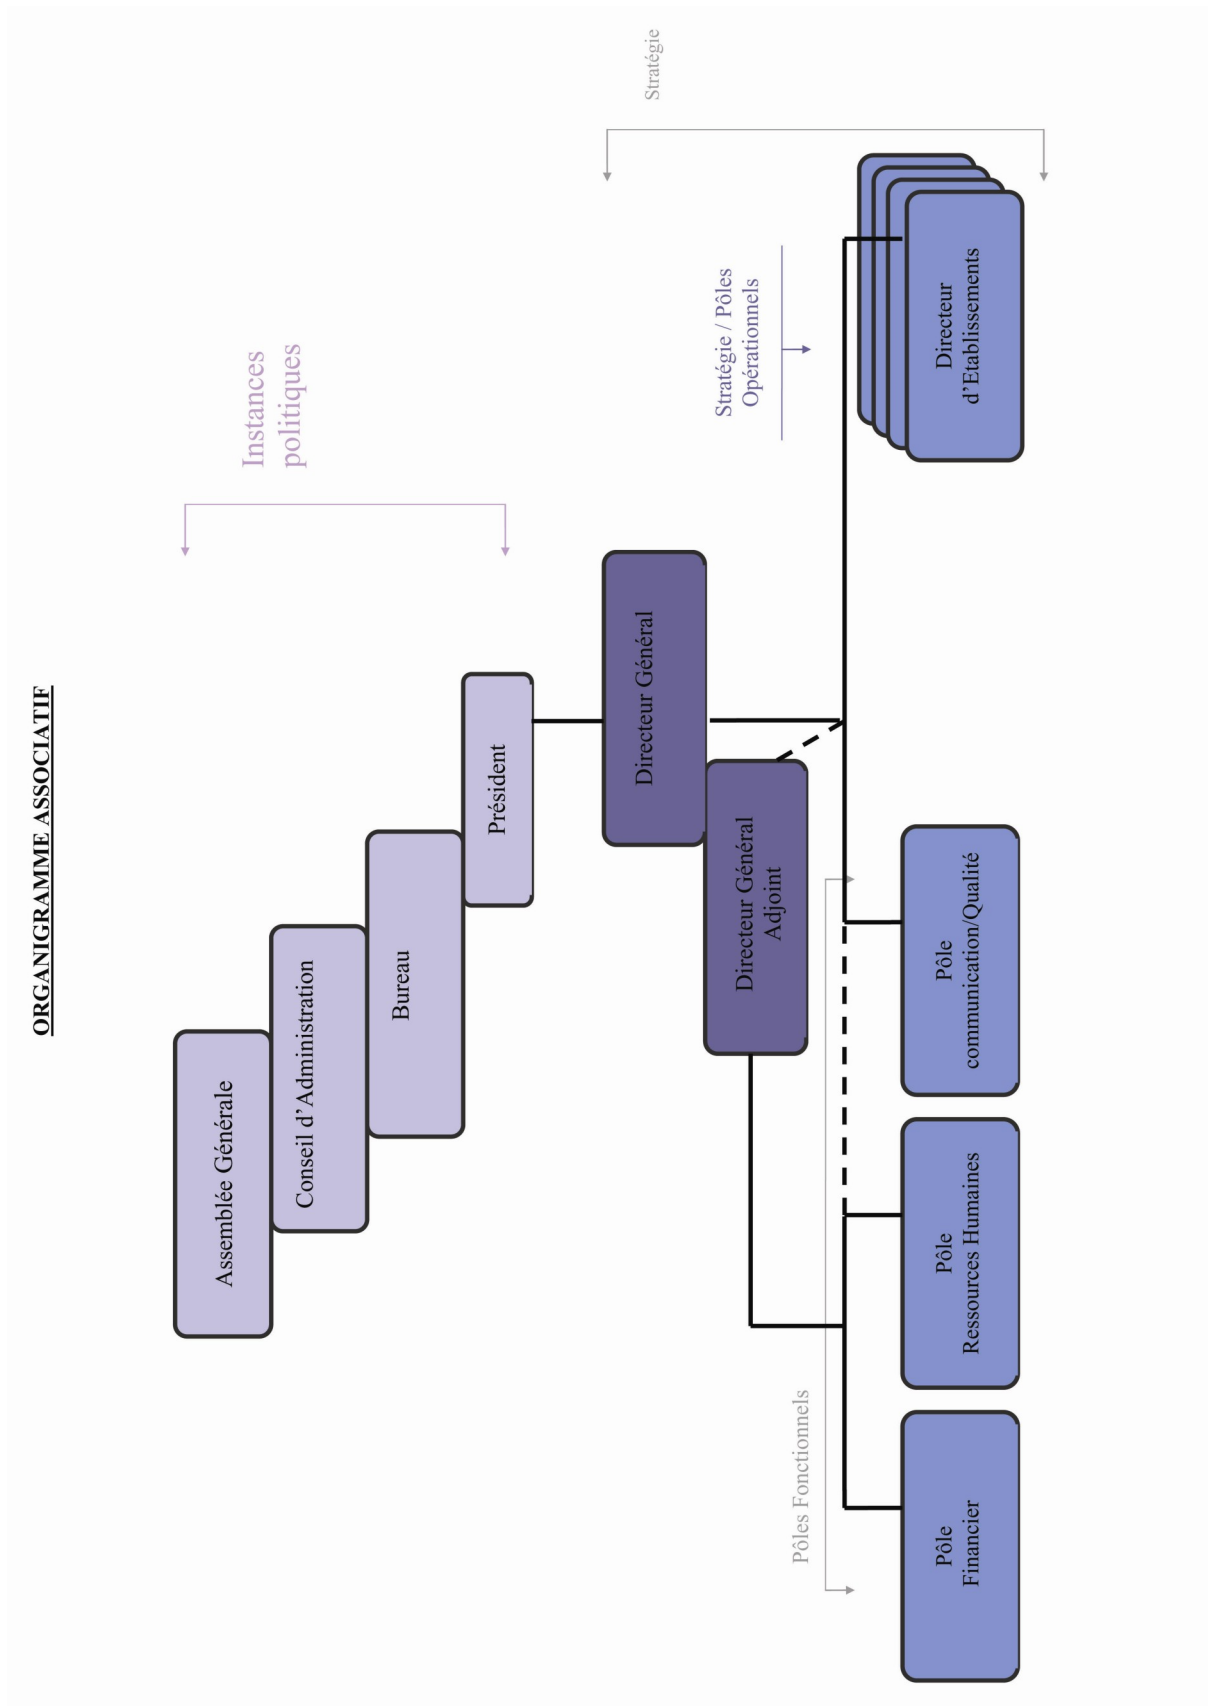 ORGANIGRAMME ASSOCIATIF
Assemblée Générale
Instances
politiques
Conseil d'Administration
Bureau
Président
Stratégie
Directeur Général
Directeur Général
Adjoint
Stratégie / Pôles
Opérationnels
Pôles Fonctionnels
Pôle
Financier
Pôle
Ressources Humaines
Pôle
communication/Qualité
Directeur
d'Etablissements